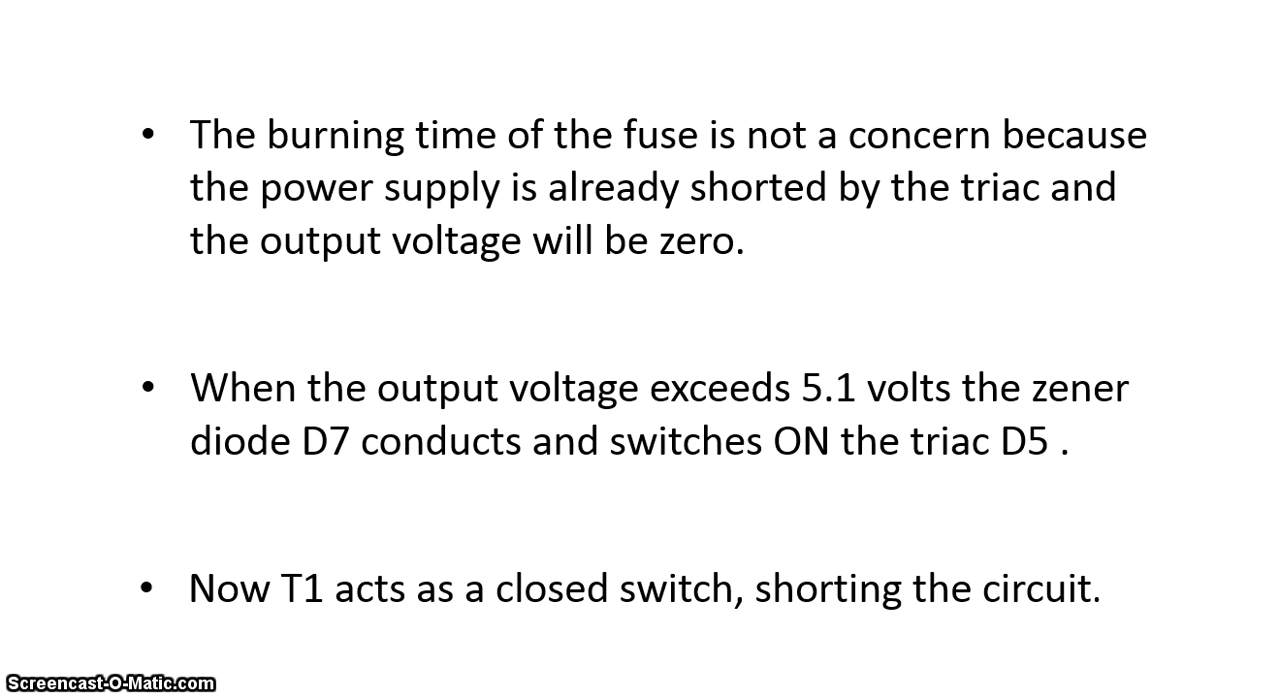 • The burning time of the fuse is not a concern because
the power supply is already shorted by the triac and
the output voltage will be zero.
• When the output voltage exceeds 5.1 volts the zener
diode D7 conducts and switches ON the triac D5 .
• Now T1 acts as a closed switch, shorting the circuit.
Screencast-O-Matic.com